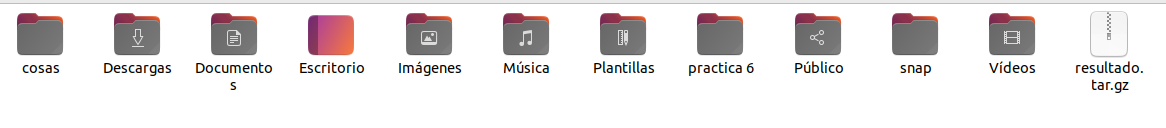 cosas
Descargas
Documento
s
Escritorio
Imágenes
Música
Plantillas
practica 6
Público
snap
Vídeos
resultado.
tar.gz